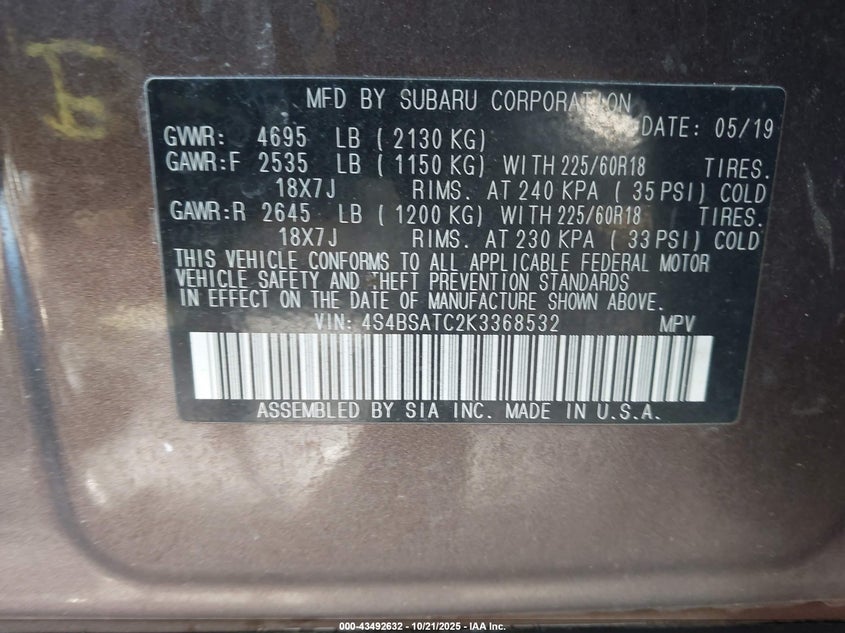 E
MFD BY SUBARU CORPORATION
DATE: 05/19
GVWR: 4695 LB ( 2130 KG)
GAWR:F 2535 LB ( 1150 KG) WITH 225/60R18 TIRES.
18X7J RIMS. AT 240 KPA ( 35 PSI) COLD
GAWR:R 2645 LB ( 1200 KG) WITH 225/60R18 TIRES.
18X7J RIMS. AT 230 KPA ( 33 PSI) COLD
THIS VEHICLE CONFORMS TO ALL APPLICABLE FEDERAL MOTOR
VEHICLE SAFETY AND THEFT PREVENTION STANDARDS
IN EFFECT ON THE DATE OF MANUFACTURE SHOWN ABOVE.
VIN: 4S4BSATC2K3368532 MPV
ASSEMBLED BY SIA INC. MADE IN U.S.A.
000-43492632 - 10/21/2025 - IAA Inc.